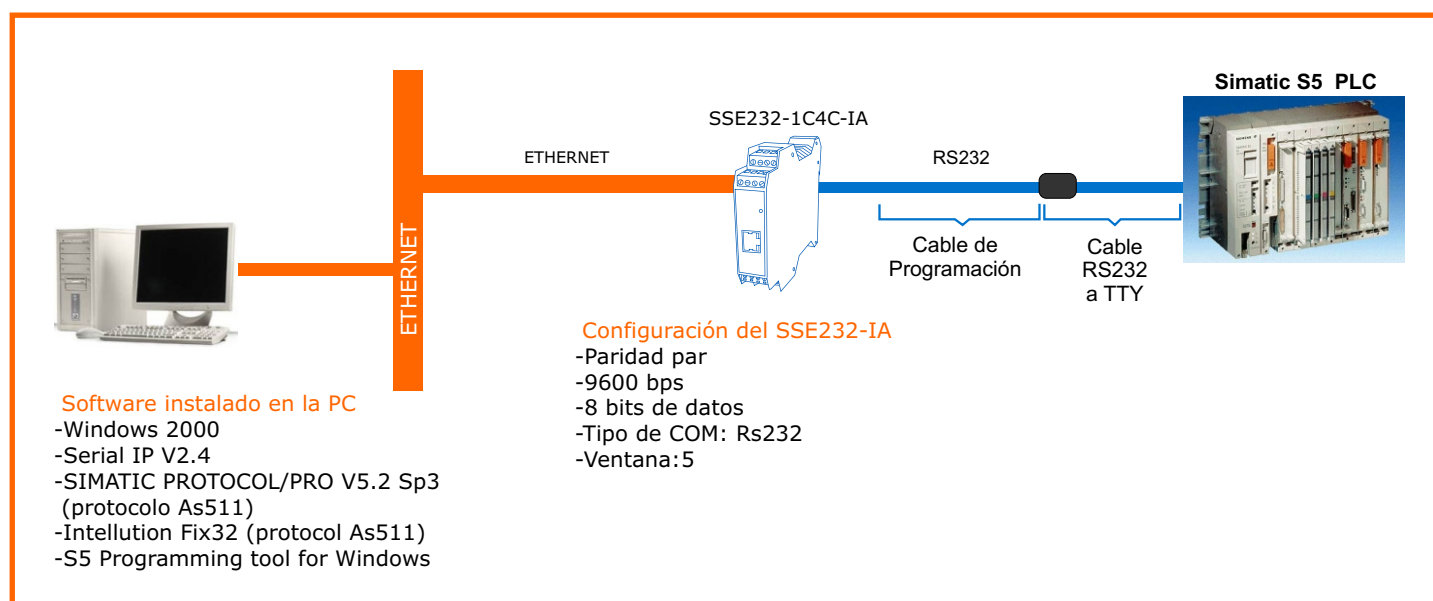 Simatic S5 PLC
SSE232-1C4C-IA
ETHERNET
RS232
ETHERNET
Cable de
Programación
Cable
RS232
a TTY
Configuración del SSE232-IA
-Paridad par
-9600 bps
-8 bits de datos
-Tipo de COM: Rs232
-Ventana:5
Software instalado en la PC
-Windows 2000
-Serial IP V2.4
-SIMATIC PROTOCOL/PRO V5.2 Sp3
(protocolo As511)
-Intellution Fix32 (protocol As511)
-S5 Programming tool for Windows